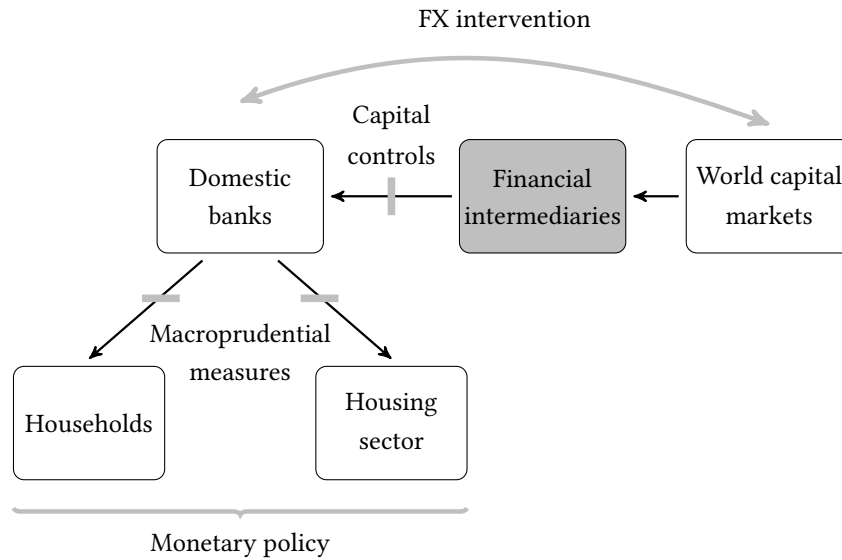 FX intervention
Capital
controls
Domestic
banks
Financial
intermediaries
World capital
markets
Macroprudential
measures
Households
Housing
sector
Monetary policy